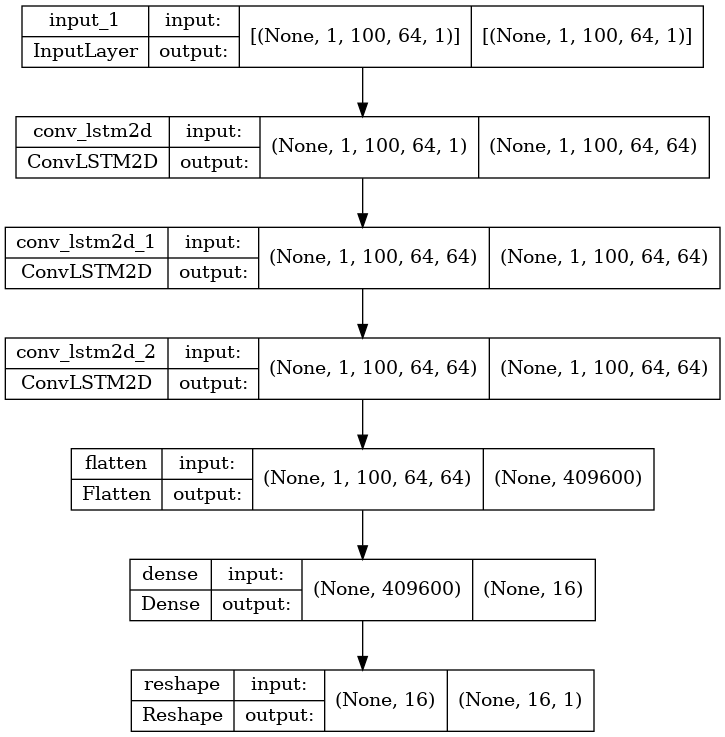 input_1 input: [(None, 1, 100, 64, 1)] [(None, 1, 100, 64, 1)]
InputLayer output:
conv_lstm2d input: (None, 1, 100, 64, 1) (None, 1, 100, 64, 64)
ConvLSTM2D output:
conv_lstm2d_1 input: (None, 1, 100, 64, 64) (None, 1, 100, 64, 64)
ConvLSTM2D output:
conv_lstm2d_2 input: (None, 1, 100, 64, 64) (None, 1, 100, 64, 64)
ConvLSTM2D output:
flatten input: (None, 1, 100, 64, 64) (None, 409600)
Flatten output:
dense input: (None, 409600) (None, 16)
Dense output:
reshape input: (None, 16) (None, 16, 1)
Reshape output: